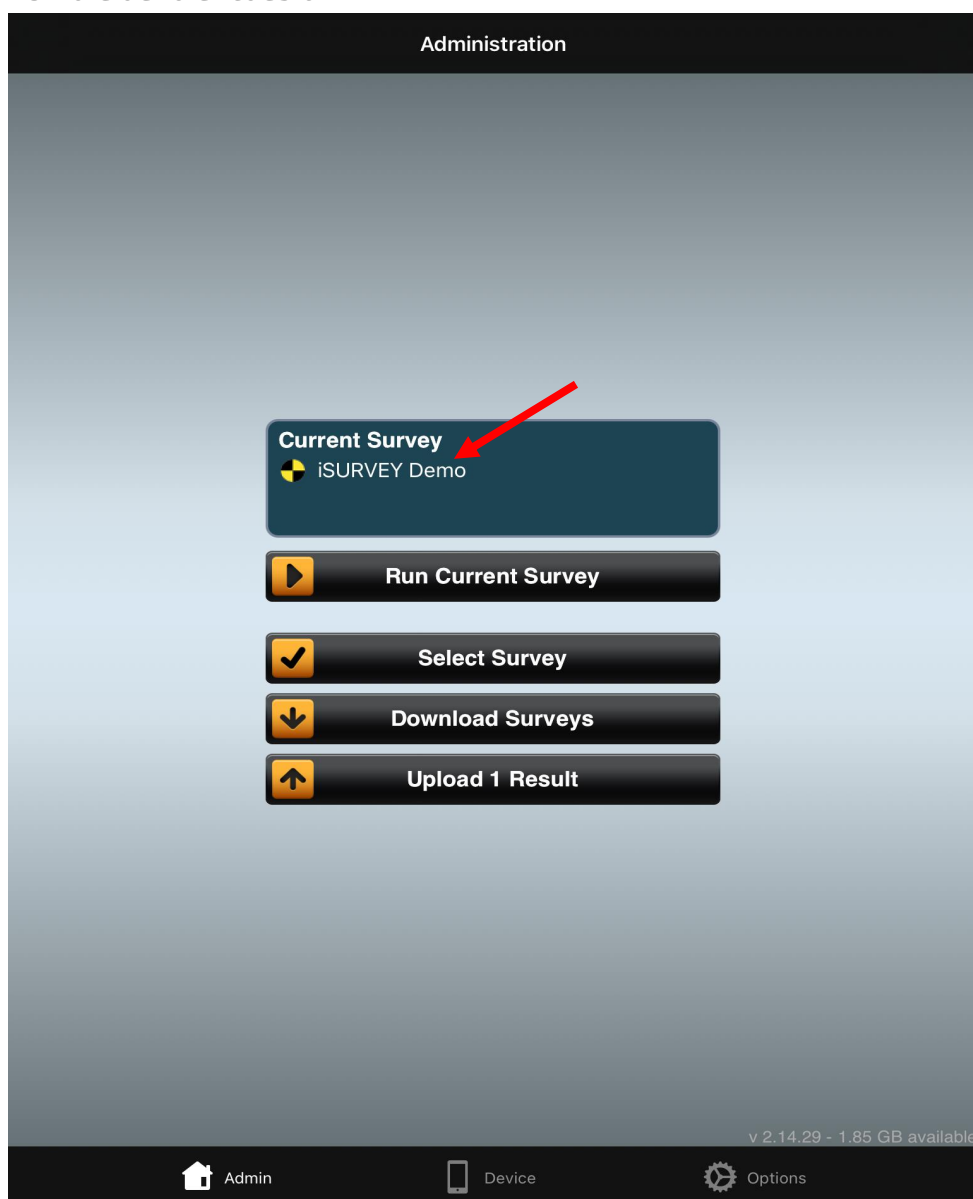 Administration
Current Survey
iSURVEY Demo
Run Current Survey
Select Survey
Download Surveys
Upload 1 Result
v 2.14.29 - 1.85 GB available
Admin
Device
Options